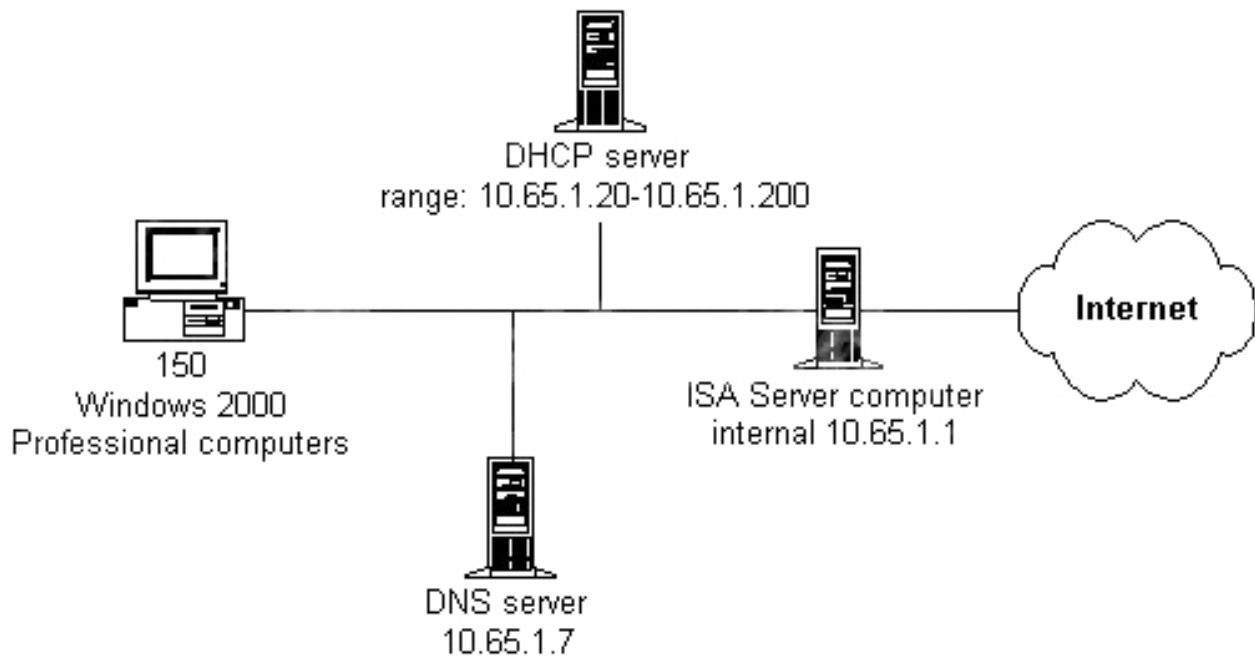 DHCP server
range: 10.65.1.20-10.65.1.200
150
Windows 2000
Professional computers
ISA Server computer
internal 10.65.1.1
Internet
DNS server
10.65.1.7